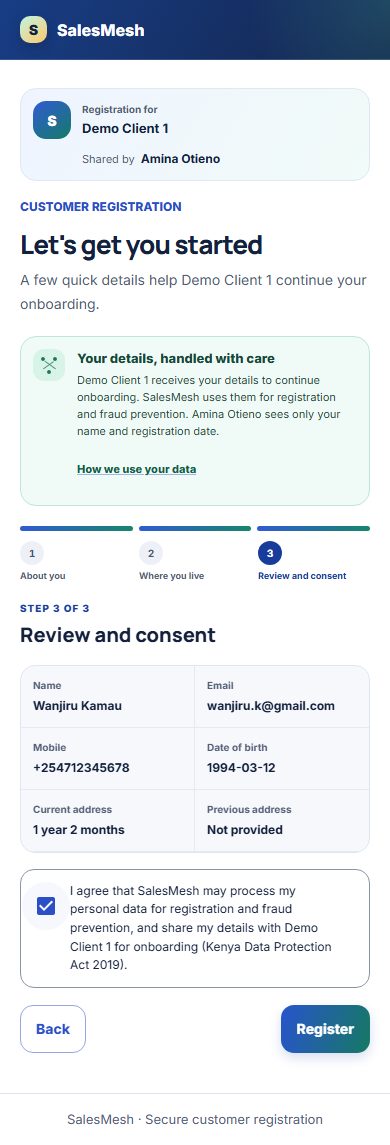 S SalesMesh
S
Registration for
Demo Client 1
Shared by Amina Otieno
CUSTOMER REGISTRATION
Let's get you started
A few quick details help Demo Client 1 continue your
onboarding.
Your details, handled with care
Demo Client 1 receives your details to continue
onboarding. SalesMesh uses them for registration
and fraud prevention. Amina Otieno sees only your
name and registration date.
How we use your data
1 2 3
About you Where you live Review and consent
STEP 3 OF 3
Review and consent
Name Email
Wanjiru Kamau wanjiru.k@gmail.com
Mobile Date of birth
+254712345678 1994-03-12
Current address Previous address
1 year 2 months Not provided
I agree that SalesMesh may process my
personal data for registration and fraud
prevention, and share my details with Demo
Client 1 for onboarding (Kenya Data Protection
Act 2019).
Back Register
SalesMesh · Secure customer registration